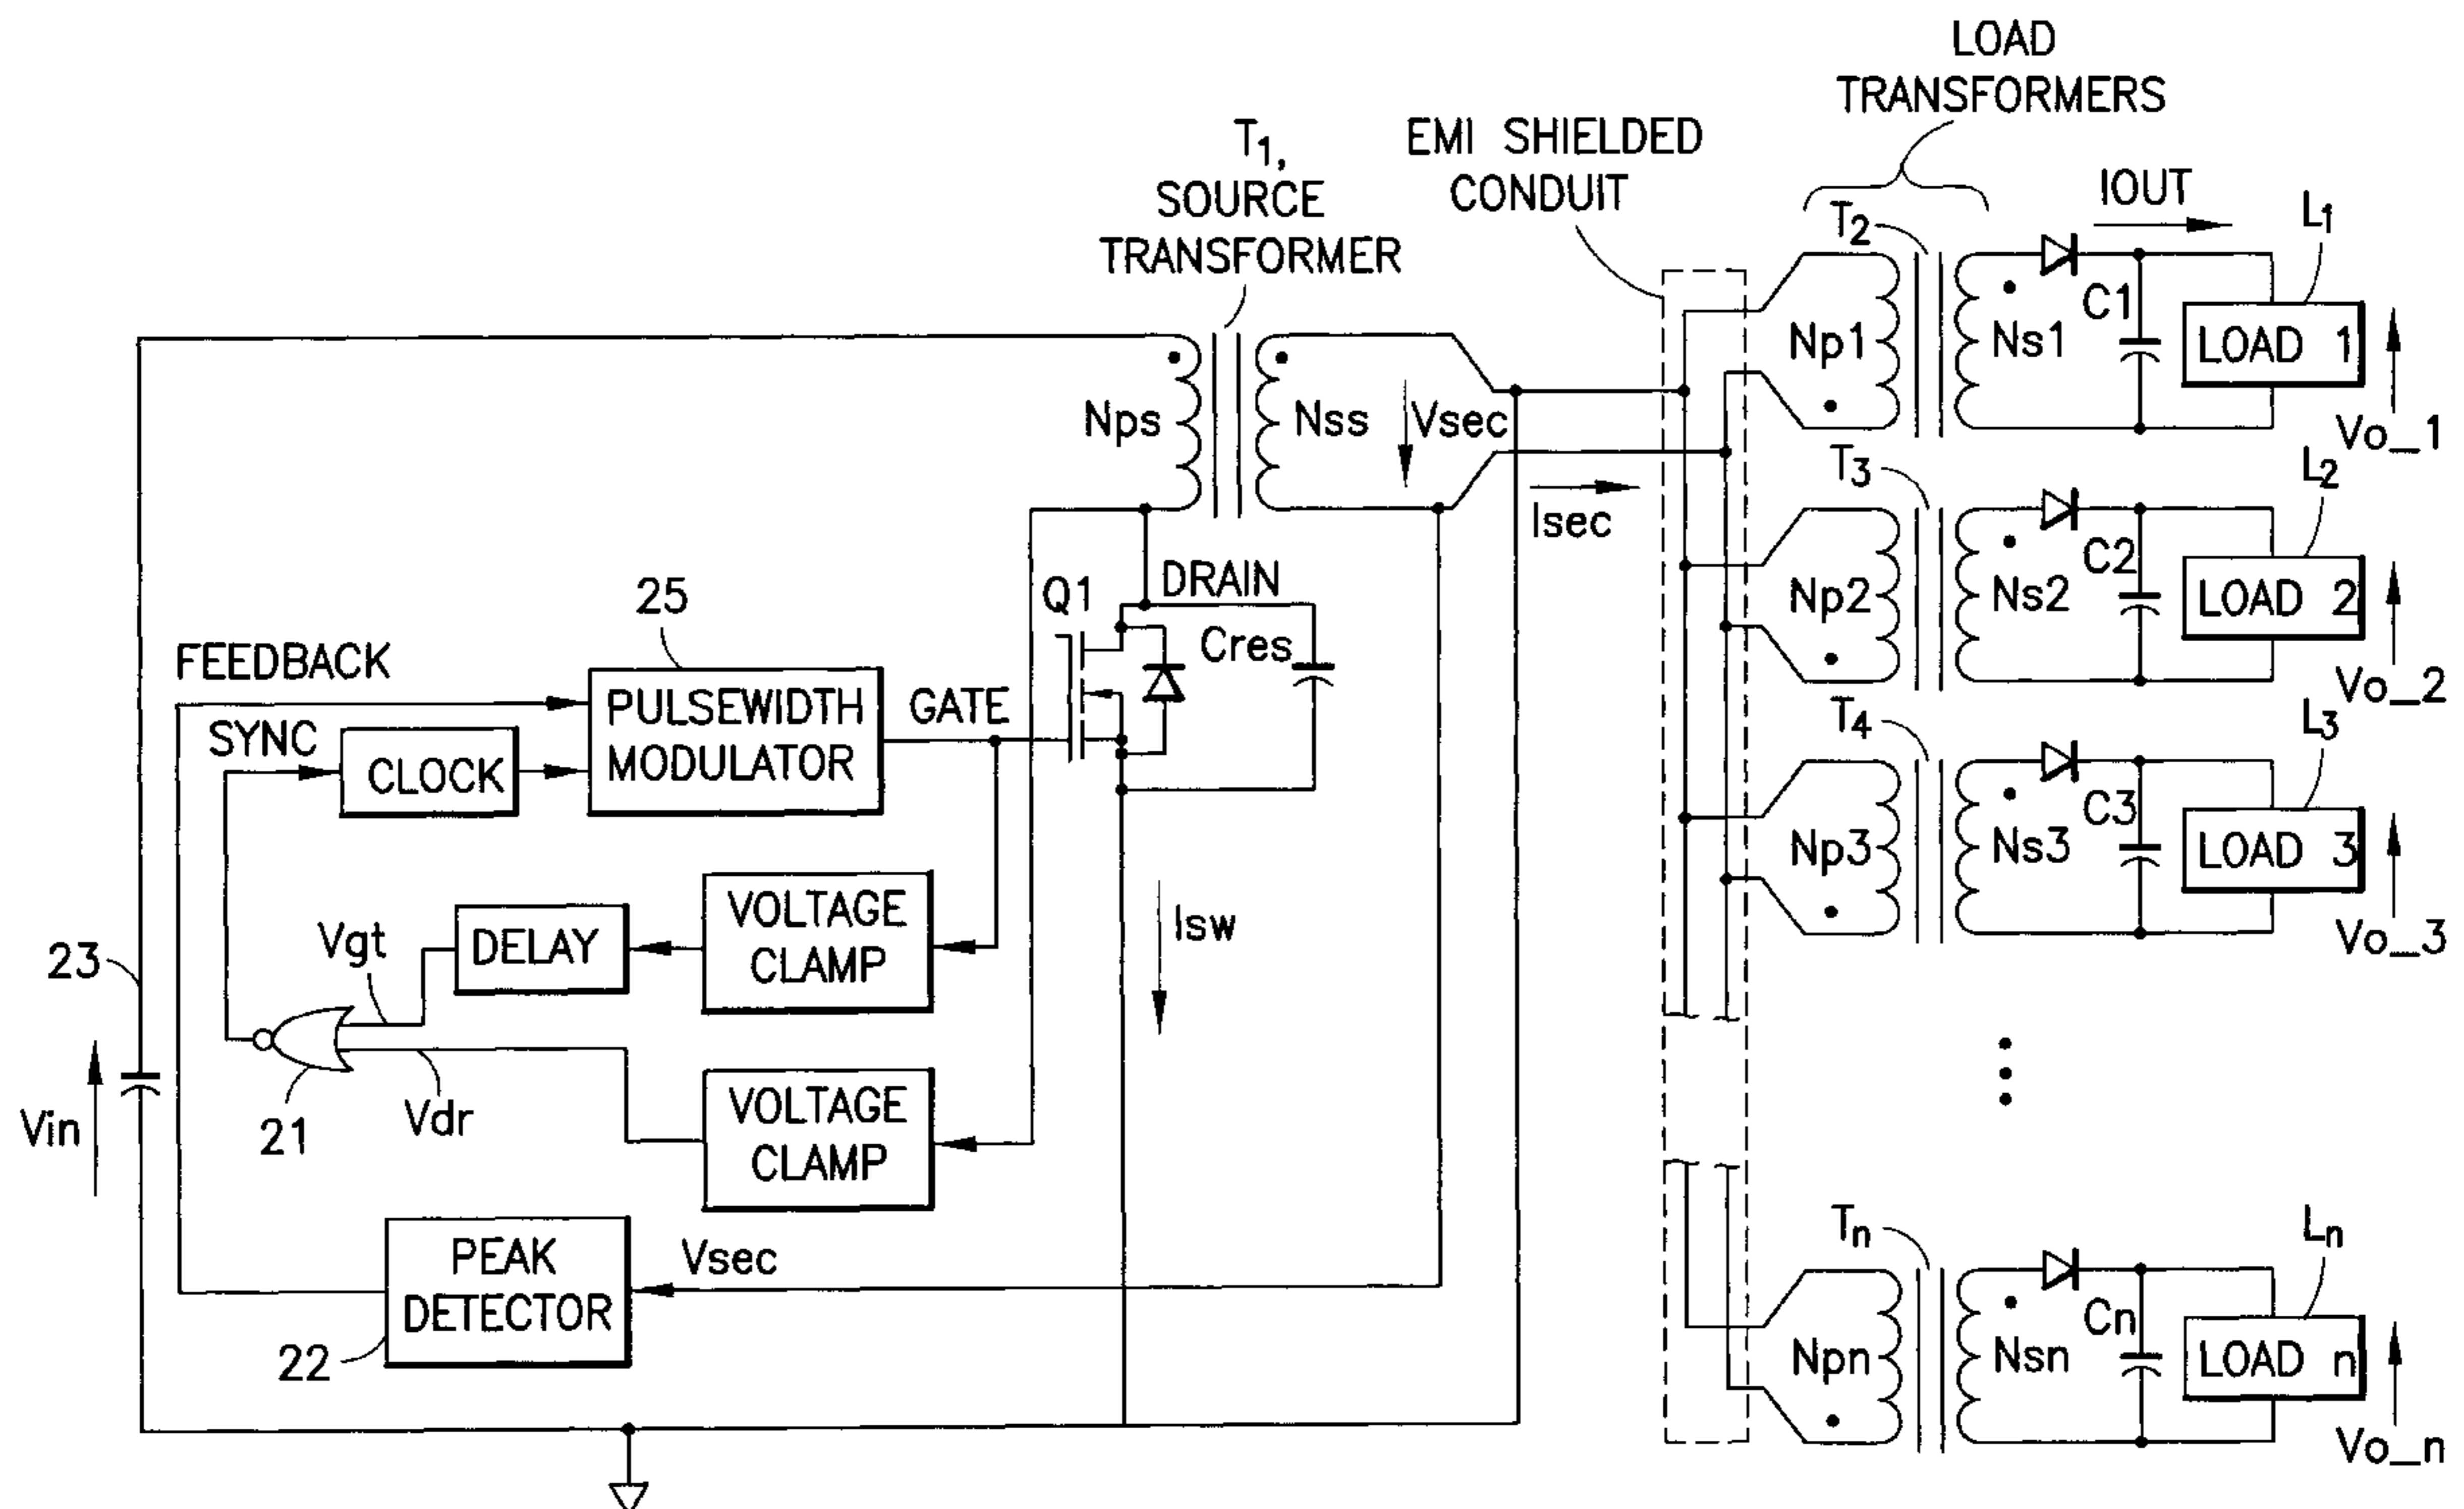 LOAD
TRANSFORMERS
EMI SHIELDED
CONDUIT
T1,
SOURCE
TRANSFORMER
T2
IOUT
L1
Np1
Ns1
C1
LOAD 1
Vo_1
Nps
Nss
Vsec
Isec
T3
L2
Np2
Ns2
C2
LOAD 2
Vo_2
Q1
DRAIN
Cres
25
FEEDBACK
SYNC
CLOCK
PULSEWIDTH
MODULATOR
GATE
T4
L3
Np3
Ns3
C3
LOAD 3
Vo_3
23
Vgt
DELAY
VOLTAGE
CLAMP
Isw
Vin
21
Vdr
VOLTAGE
CLAMP
PEAK
DETECTOR
22
Vsec
Tn
Ln
Npn
Nsn
Cn
LOAD n
Vo_n